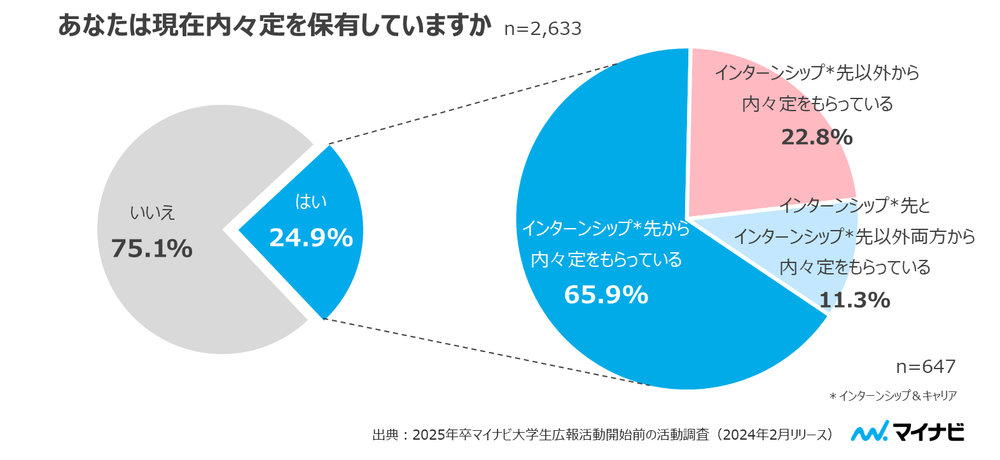 あなたは現在内々定を保有していますか n=2,633
いいえ
75.1%
はい
24.9%
インターンシップ*先から
内々定をもらっている
65.9%
インターンシップ*先以外から
内々定をもらっている
22.8%
インターンシップ*先と
インターンシップ*先以外両方から
内々定をもらっている
11.3%
n=647
＊インターンシップ＆キャリア
出典：2025年卒マイナビ大学生広報活動開始前の活動調査（2024年2月リリース）
マイナビ